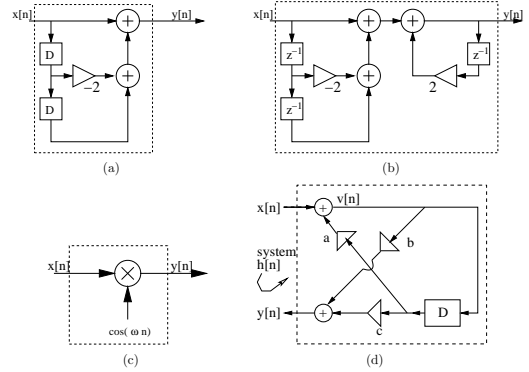 x[n] y[n]
D
−2
D
(a)
x[n] y[n]
z⁻¹ z⁻¹
−2 2
z⁻¹
(b)
x[n] y[n]
cos( ω n)
(c)
x[n] v[n]
a b
system
h[n]
y[n] c D
(d)